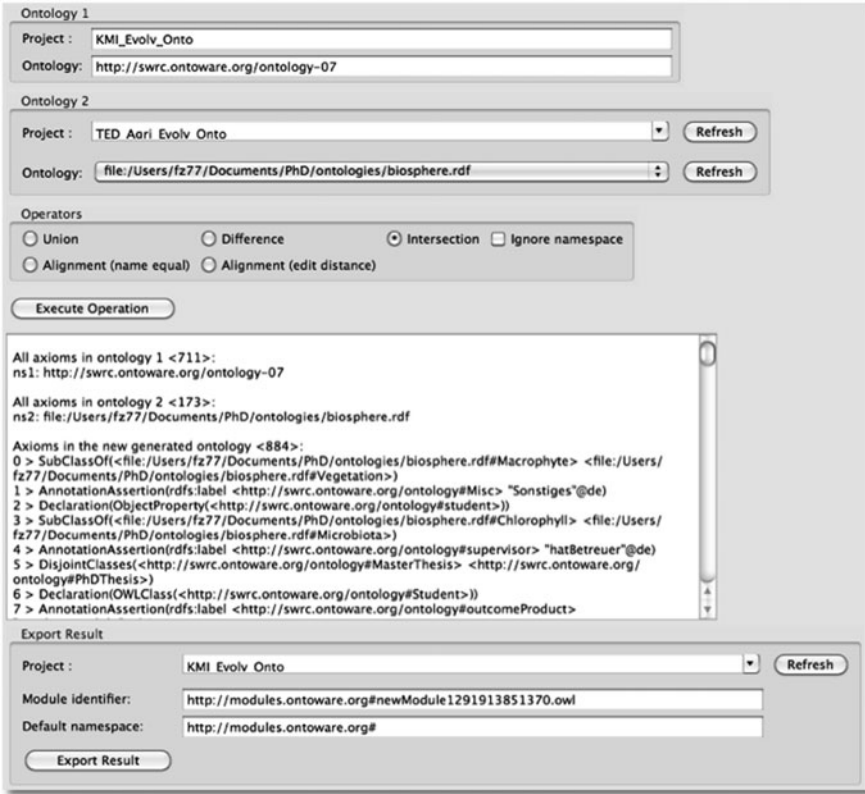 Ontology 1
Project : KMI_Evolv_Onto
Ontology: http://swrc.ontoware.org/ontology-07
Ontology 2
Project : TED_Agri_Evolv_Onto Refresh
Ontology: file:/Users/fz77/Documents/PhD/ontologies/biosphere.rdf Refresh
Operators
Union Difference Intersection Ignore namespace
Alignment (name equal) Alignment (edit distance)
Execute Operation
All axioms in ontology 1 <711>:
ns1: http://swrc.ontoware.org/ontology-07
All axioms in ontology 2 <173>:
ns2: file:/Users/fz77/Documents/PhD/ontologies/biosphere.rdf
Axioms in the new generated ontology <884>:
0 > SubClassOf(<file:/Users/fz77/Documents/PhD/ontologies/biosphere.rdf#Macrophyte> <file:/Users/
fz77/Documents/PhD/ontologies/biosphere.rdf#Vegetation>)
1 > AnnotationAssertion(rdfs:label <http://swrc.ontoware.org/ontology#Misc> "Sonstiges"@de)
2 > Declaration(ObjectProperty(<http://swrc.ontoware.org/ontology#student>))
3 > SubClassOf(<file:/Users/fz77/Documents/PhD/ontologies/biosphere.rdf#Chlorophyll> <file:/Users/
fz77/Documents/PhD/ontologies/biosphere.rdf#Microbiota>)
4 > AnnotationAssertion(rdfs:label <http://swrc.ontoware.org/ontology#supervisor> "hatBetreuer"@de)
5 > DisjointClasses(<http://swrc.ontoware.org/ontology#MasterThesis> <http://swrc.ontoware.org/
ontology#PhDThesis>)
6 > Declaration(OWLClass(<http://swrc.ontoware.org/ontology#Student>))
7 > AnnotationAssertion(rdfs:label <http://swrc.ontoware.org/ontology#outcomeProduct>
Export Result
Project : KMI_Evolv_Onto Refresh
Module identifier: http://modules.ontoware.org#newModule1291913851370.owl
Default namespace: http://modules.ontoware.org#
Export Result